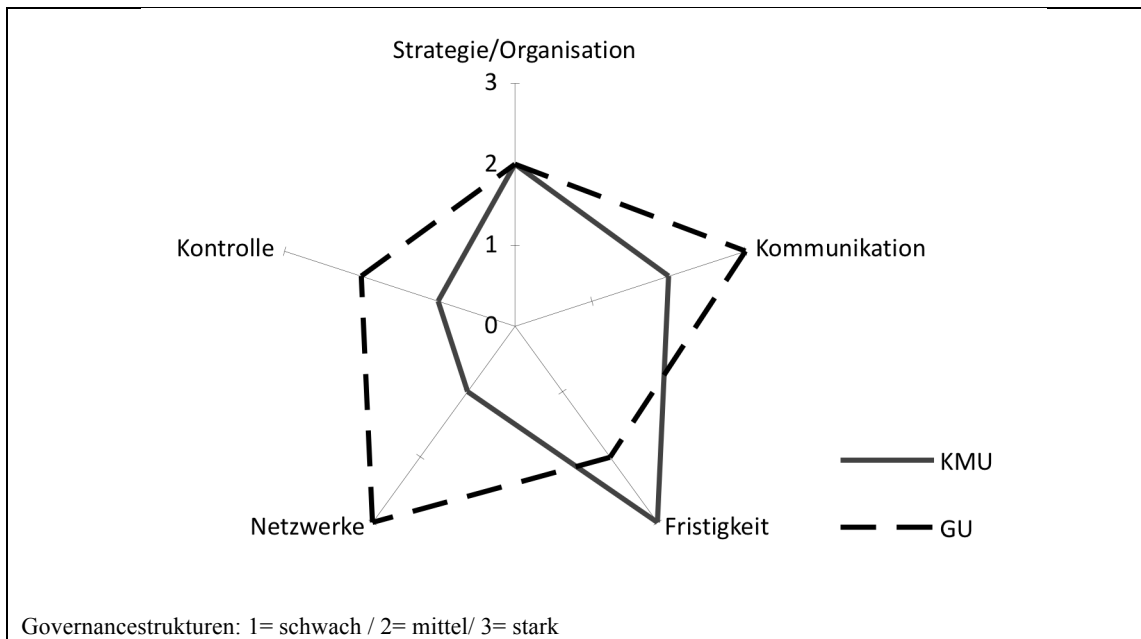 Strategie/Organisation
3
2
1
0
Kontrolle
Kommunikation
Netzwerke
Fristigkeit
KMU
GU
Governancestrukturen: 1= schwach / 2= mittel/ 3= stark